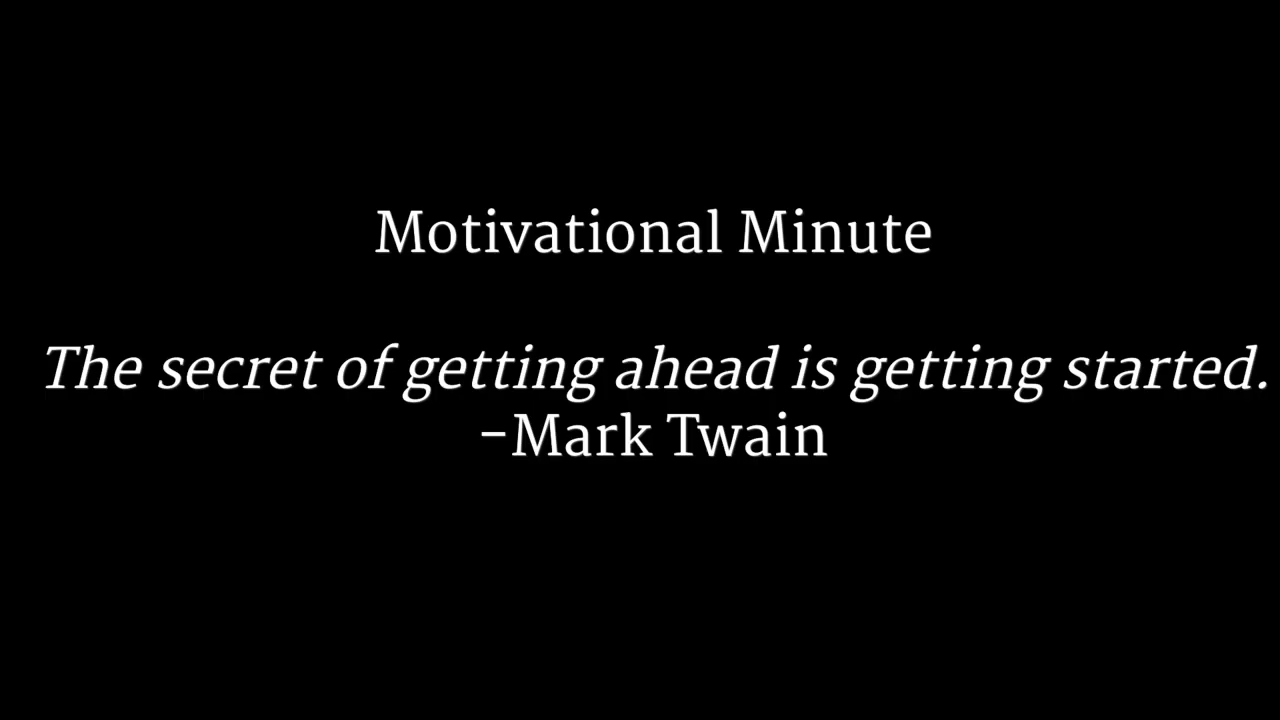 Motivational Minute
The secret of getting ahead is getting started.
-Mark Twain